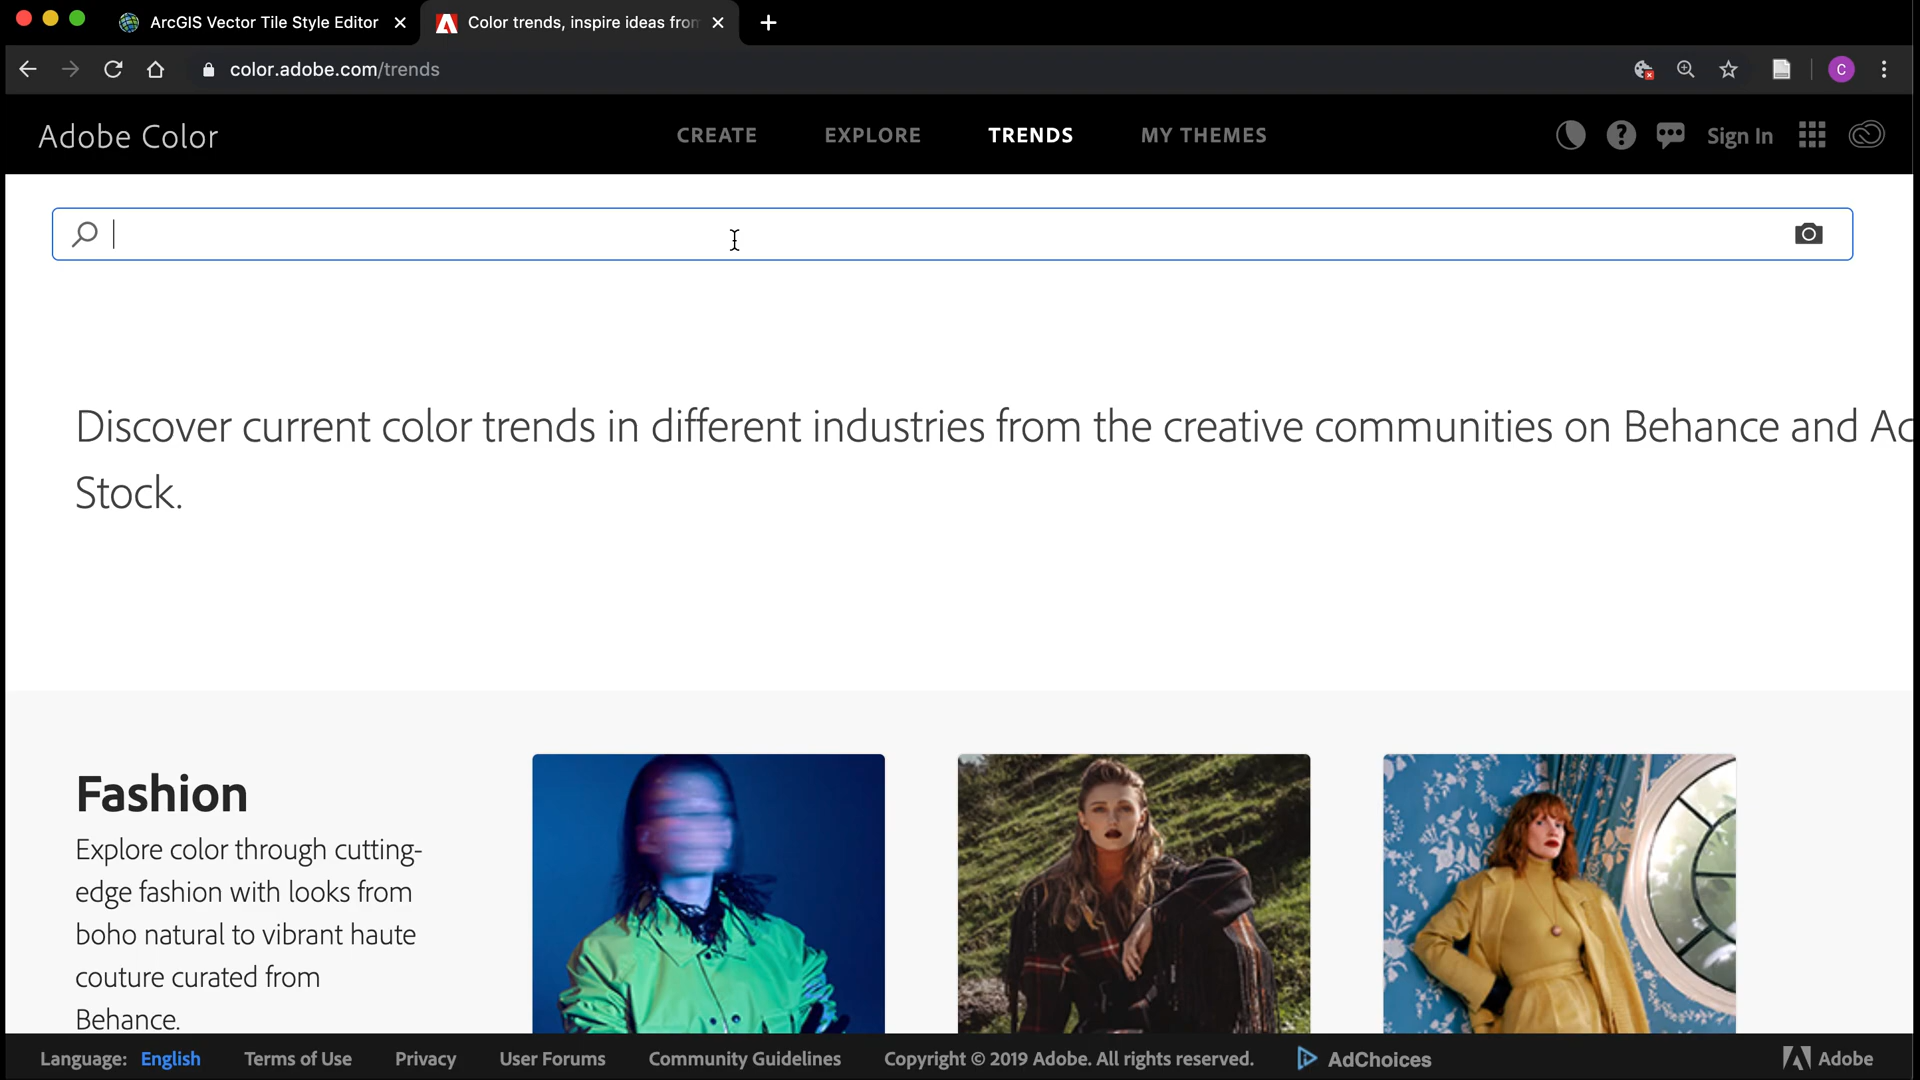 ArcGIS Vector Tile Style Editor
Color trends, inspire ideas from
color.adobe.com/trends
C
Adobe Color
CREATE
EXPLORE
TRENDS
MY THEMES
Sign In
Discover current color trends in different industries from the creative communities on Behance and Ad
Stock.
Fashion
Explore color through cutting-
edge fashion with looks from
boho natural to vibrant haute
couture curated from
Behance.
Language: English
Terms of Use
Privacy
User Forums
Community Guidelines
Copyright © 2019 Adobe. All rights reserved.
AdChoices
Adobe